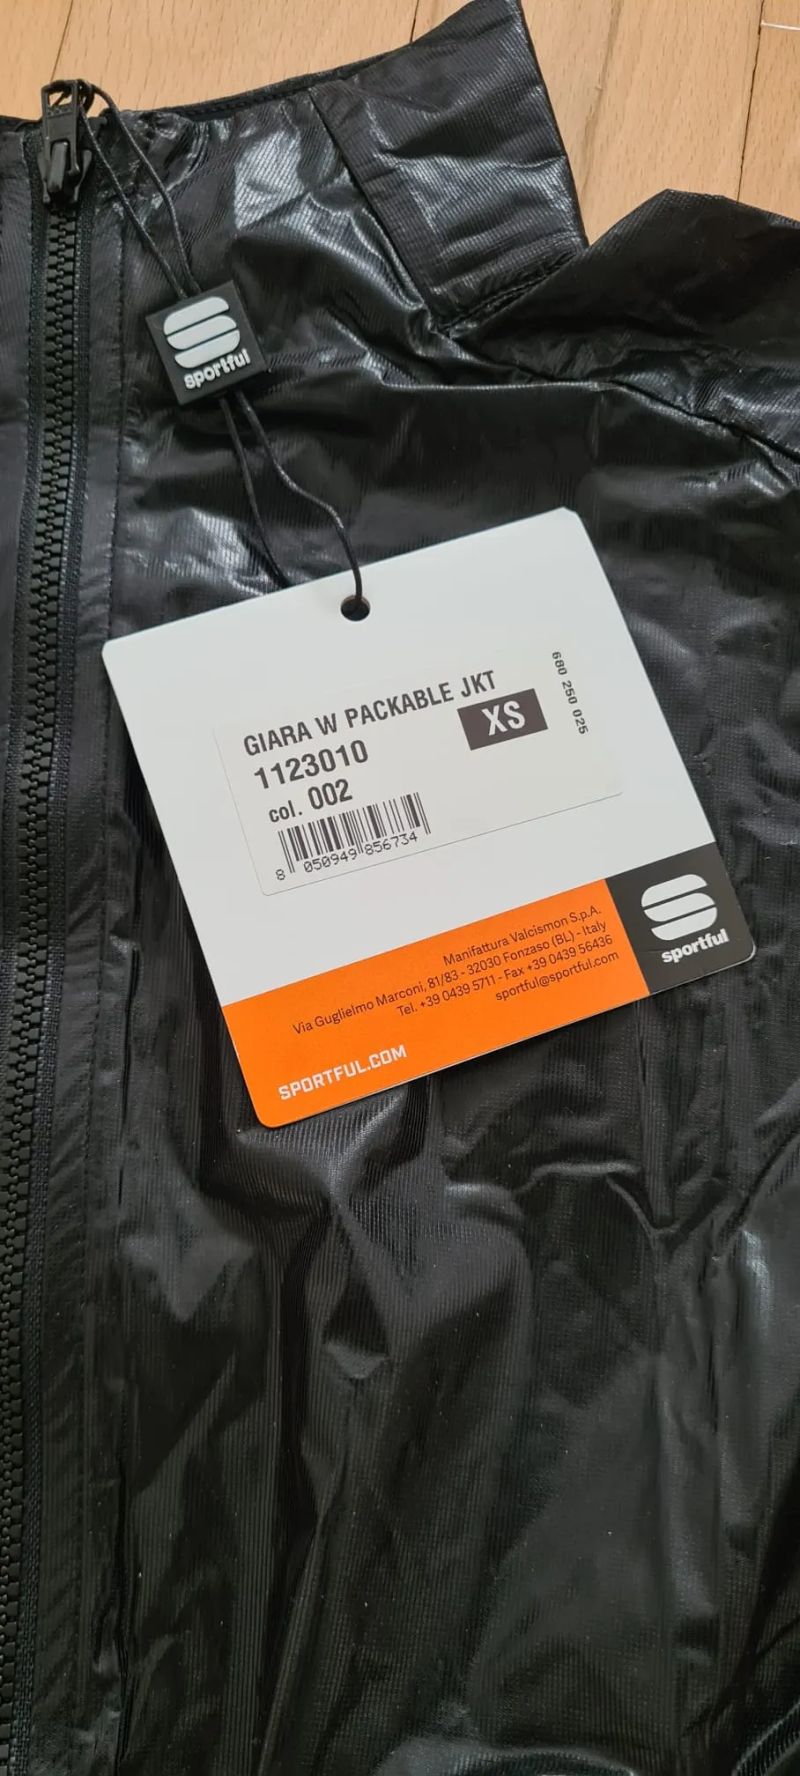 sportful
GIARA W PACKABLE JKT
1123010
XS
col. 002
680 250 025
8 050949 856734
Manifattura Valcismon S.p.A.
Via Guglielmo Marconi, 81/83 - 32030 Fonzaso (BL) - Italy
Tel. +39 0439 5711 - Fax +39 0439 56436
sportful@sportful.com
SPORTFUL.COM
sportful